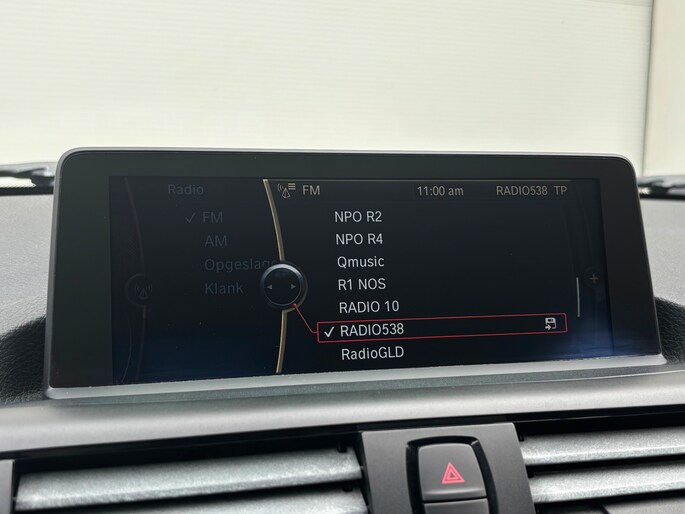 Radio
FM 11:00 am RADIO538 TP
✓ FM
AM
Opgeslag
Klank
NPO R2
NPO R4
Qmusic
R1 NOS
RADIO 10
✓ RADIO538
RadioGLD